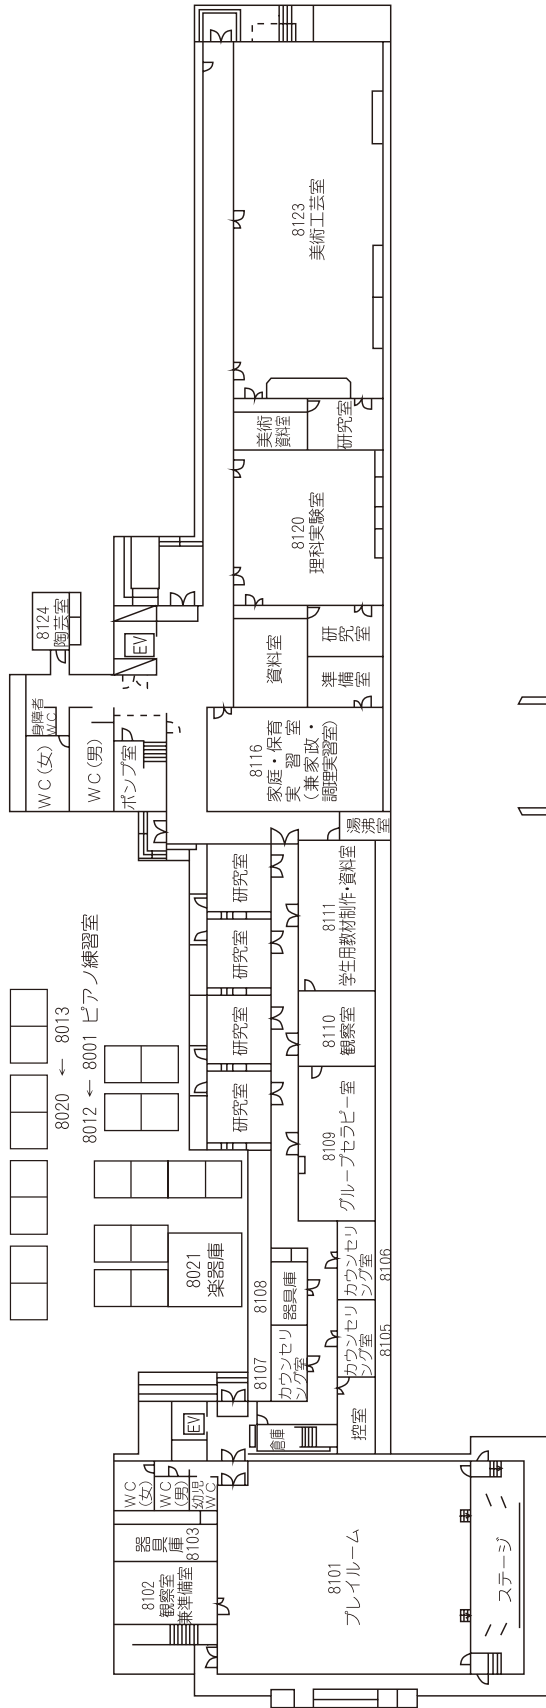 8123
美術工芸室
美術
資料室
研究室
8120
理科実験室
8124
陶芸室
EV
資料室
研究室
準備室
身障者
W.C
WC(女)
WC(男)
ポンプ室
8116
家庭・保育
実習室
(兼家政・
調理実習室)
湯沸室
8111
学生用教材制作・資料室
研究室
研究室
研究室
研究室
8110
観察室
8109
グループセラピー室
8020 ← 8013
8012 ← 8001 ピアノ練習室
8021
楽器庫
8108
器具庫
8107
カウンセリ
ング室
カウンセリ
ング室
8106
カウンセリ
ング室
8105
控室
倉庫
EV
WC
(女)
WC
(男)
幼児
WC
器具庫
8103
8102
観察室
兼準備室
8101
プレイルーム
ステージ